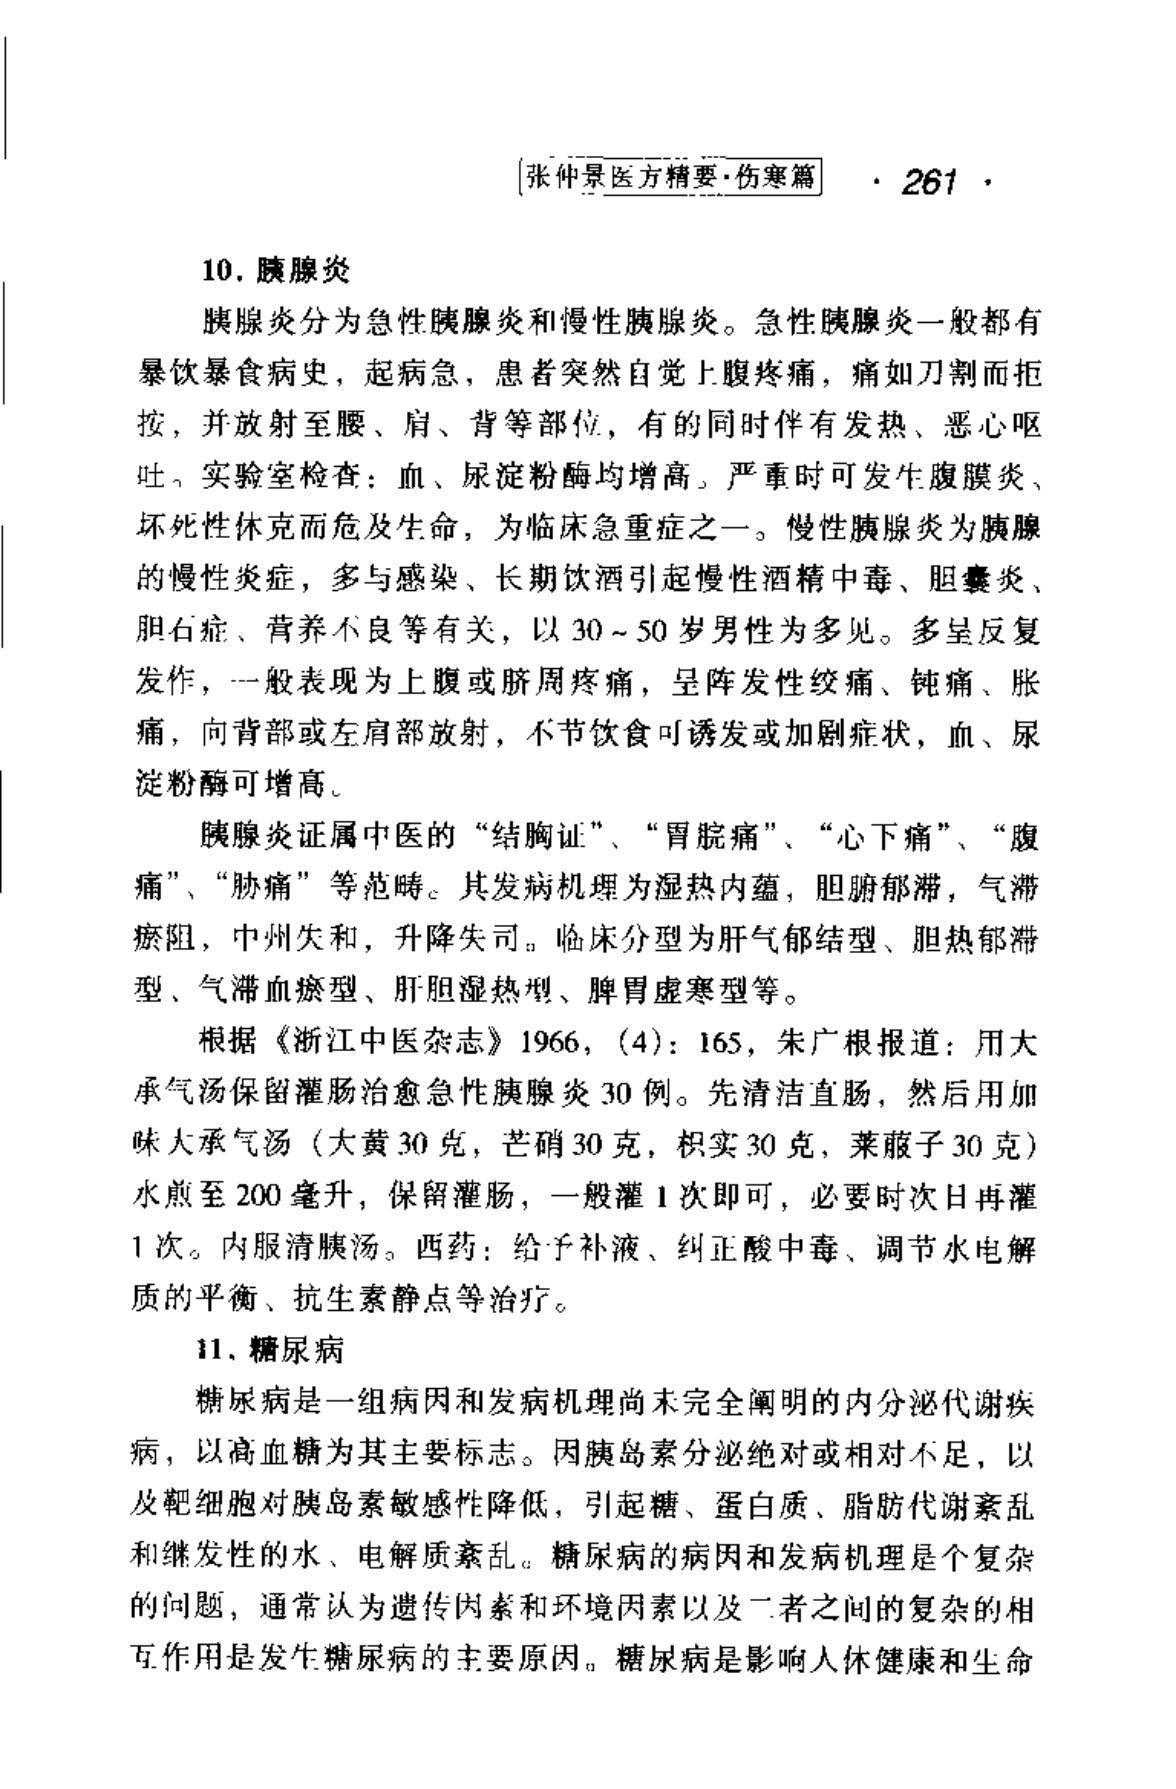 张仲景医方精要·伤寒篇 · 261 ·
10. 胰腺炎
胰腺炎分为急性胰腺炎和慢性胰腺炎。急性胰腺炎一般都有
暴饮暴食病史，起病急，患者突然自觉上腹疼痛，痛如刀割而拒
按，并放射至腰、肩、背等部位，有的同时伴有发热、恶心呕
吐。实验室检查：血、尿淀粉酶均增高。严重时可发生腹膜炎、
坏死性休克而危及生命，为临床急重症之一。慢性胰腺炎为胰腺
的慢性炎症，多与感染、长期饮酒引起慢性酒精中毒、胆囊炎、
胆石症、营养不良等有关，以 30～50 岁男性为多见。多呈反复
发作，一般表现为上腹或脐周疼痛，呈阵发性绞痛、钝痛、胀
痛，向背部或左肩部放射，不节饮食可诱发或加剧症状，血、尿
淀粉酶可增高。
胰腺炎证属中医的“结胸证”、“胃脘痛”、“心下痛”、“腹
痛”、“胁痛”等范畴。其发病机理为湿热内蕴，胆腑郁滞，气滞
瘀阻，中州失和，升降失司。临床分型为肝气郁结型、胆热郁滞
型、气滞血瘀型、肝胆湿热型、脾胃虚寒型等。
根据《浙江中医杂志》1966，（4）：165，朱广根报道：用大
承气汤保留灌肠治愈急性胰腺炎 30 例。先清洁直肠，然后用加
味大承气汤（大黄 30 克，芒硝 30 克，枳实 30 克，莱菔子 30 克）
水煎至 200 毫升，保留灌肠，一般灌 1 次即可，必要时次日再灌
1 次。内服清胰汤。西药：给予补液、纠正酸中毒、调节水电解
质的平衡、抗生素静点等治疗。
11、糖尿病
糖尿病是一组病因和发病机理尚未完全阐明的内分泌代谢疾
病，以高血糖为其主要标志。因胰岛素分泌绝对或相对不足，以
及靶细胞对胰岛素敏感性降低，引起糖、蛋白质、脂肪代谢紊乱
和继发性的水、电解质紊乱。糖尿病的病因和发病机理是个复杂
的问题，通常认为遗传因素和环境因素以及二者之间的复杂的相
互作用是发生糖尿病的主要原因。糖尿病是影响人体健康和生命